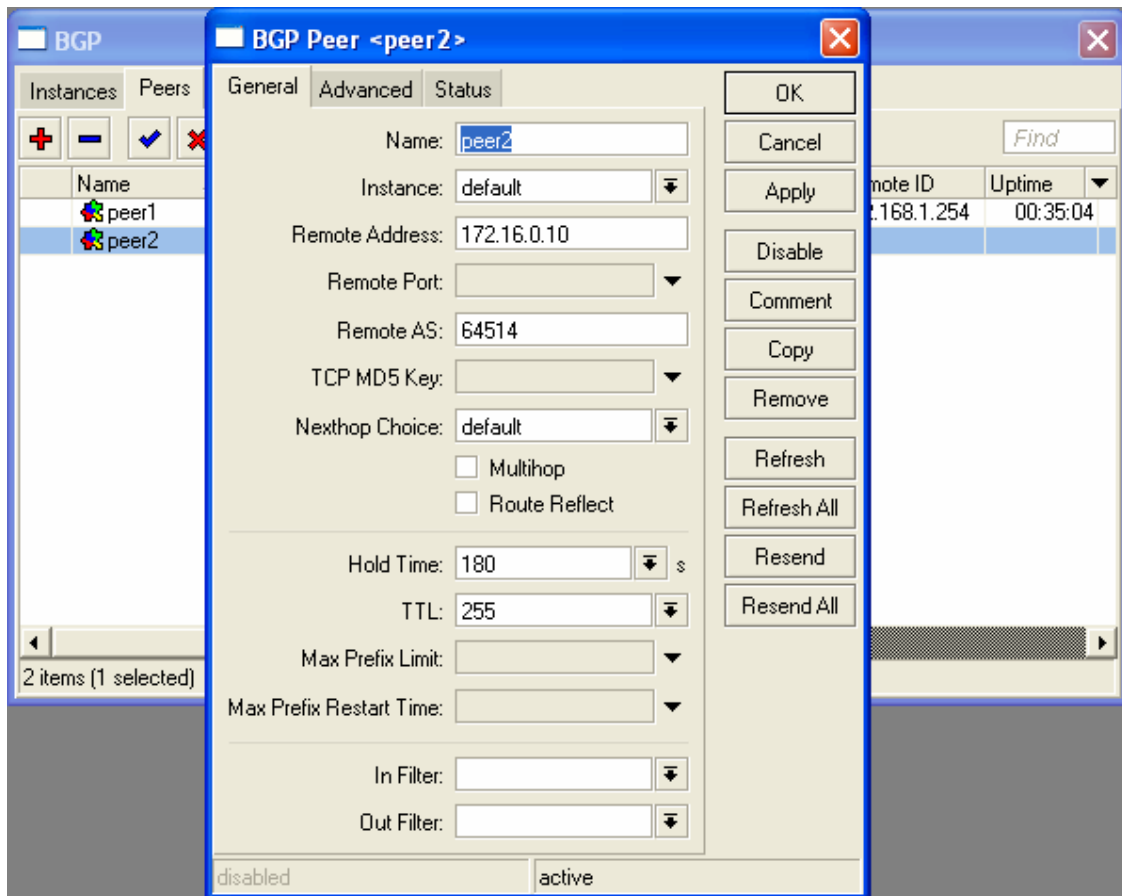 BGP
BGP Peer <peer2>
Instances Peers
General Advanced Status
OK
Find
Name: peer2
Cancel
Name
Remote ID Uptime
Instance: default
Apply
peer1
.168.1.254 00:35:04
peer2
Remote Address: 172.16.0.10
Disable
Remote Port:
Comment
Remote AS: 64514
Copy
TCP MD5 Key:
Remove
Nexthop Choice: default
Multihop
Refresh
Route Reflect
Refresh All
Hold Time: 180 s
Resend
TTL: 255
Resend All
Max Prefix Limit:
2 items (1 selected)
Max Prefix Restart Time:
In Filter:
Out Filter:
disabled
active